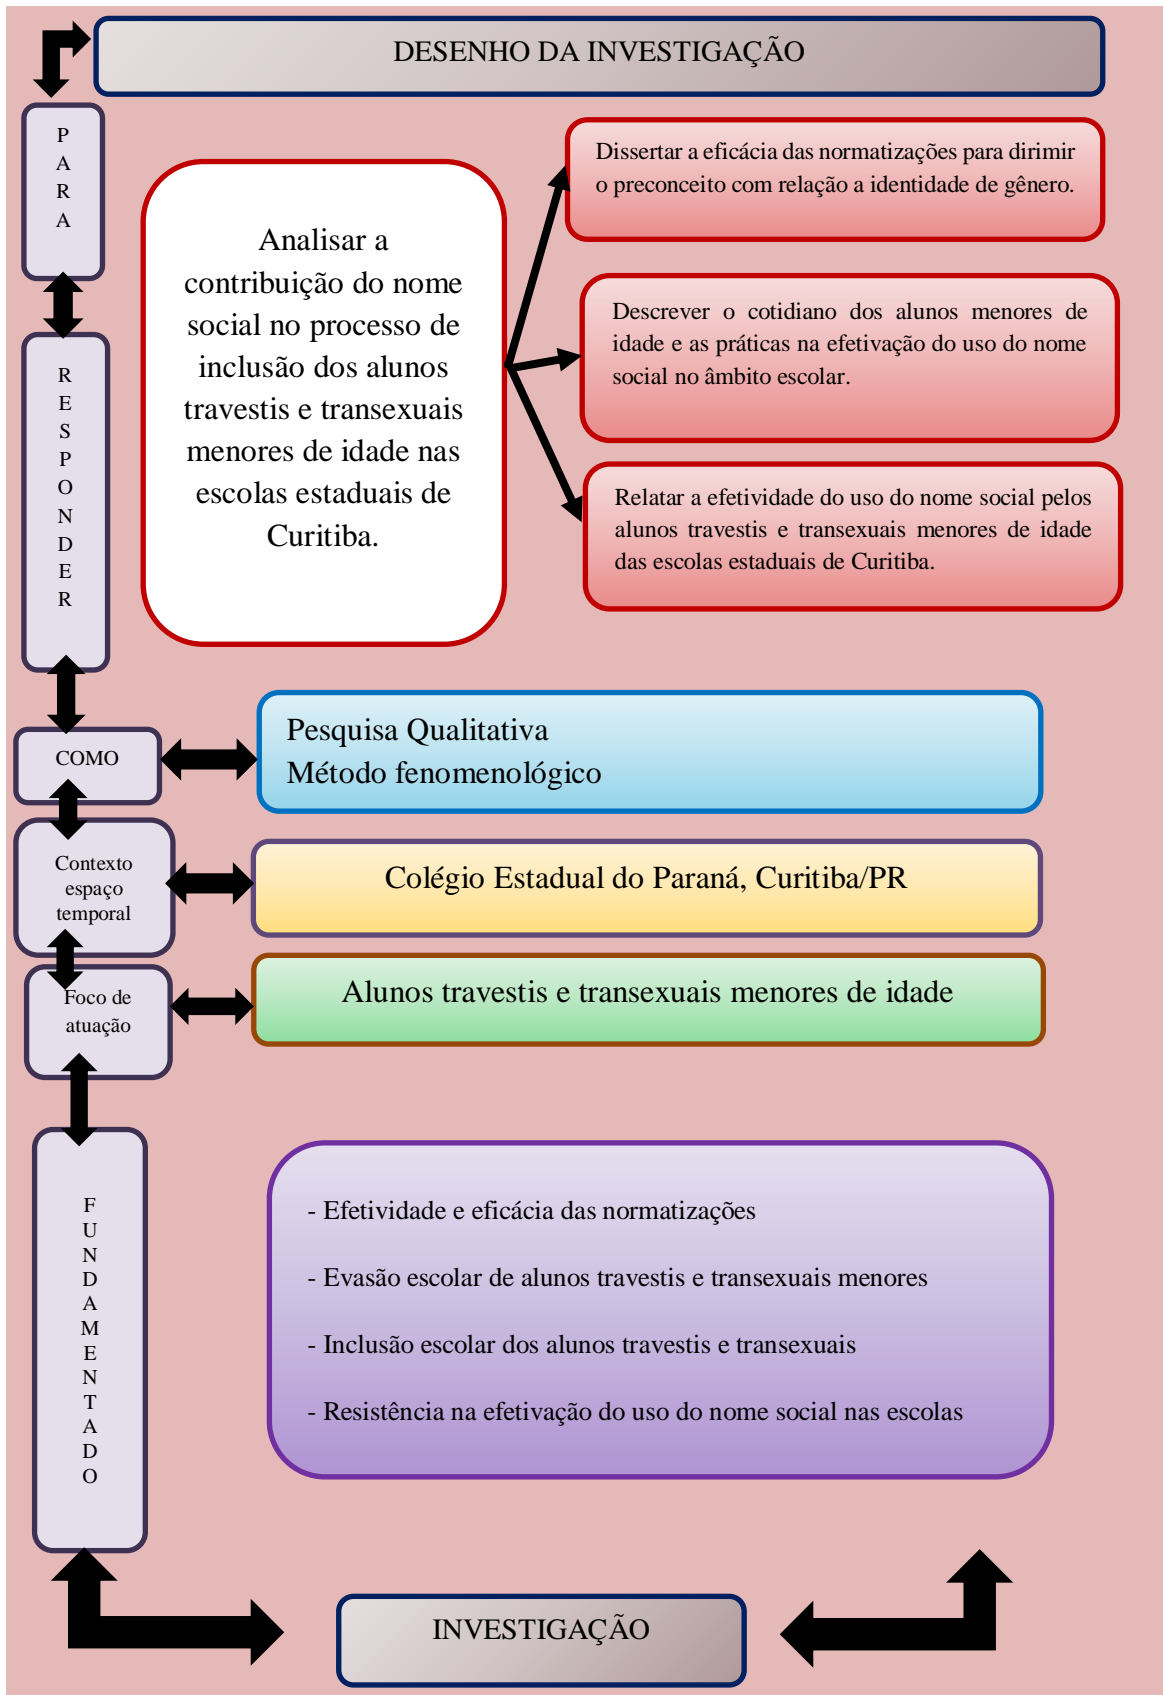 DESENHO DA INVESTIGAÇÃO
P
A
R
A
Analisar a
contribuição do nome
social no processo de
inclusão dos alunos
travestis e transexuais
menores de idade nas
escolas estaduais de
Curitiba.
Dissertar a eficácia das normatizações para dirimir
o preconceito com relação a identidade de gênero.
Descrever o cotidiano dos alunos menores de
idade e as práticas na efetivação do uso do nome
social no âmbito escolar.
Relatar a efetividade do uso do nome social pelos
alunos travestis e transexuais menores de idade
das escolas estaduais de Curitiba.
R
E
S
P
O
N
D
E
R
COMO
Pesquisa Qualitativa
Método fenomenológico
Contexto
espaço
temporal
Colégio Estadual do Paraná, Curitiba/PR
Foco de
atuação
Alunos travestis e transexuais menores de idade
F
U
N
D
A
M
E
N
T
A
D
O
- Efetividade e eficácia das normatizações
- Evasão escolar de alunos travestis e transexuais menores
- Inclusão escolar dos alunos travestis e transexuais
- Resistência na efetivação do uso do nome social nas escolas
INVESTIGAÇÃO